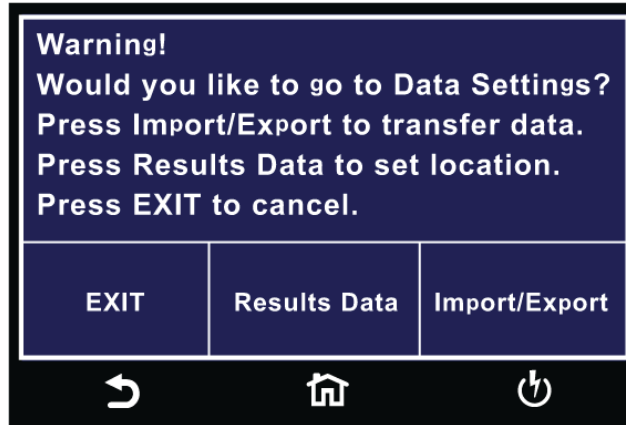 Warning!
Would you like to go to Data Settings?
Press Import/Export to transfer data.
Press Results Data to set location.
Press EXIT to cancel.
EXIT
Results Data
Import/Export